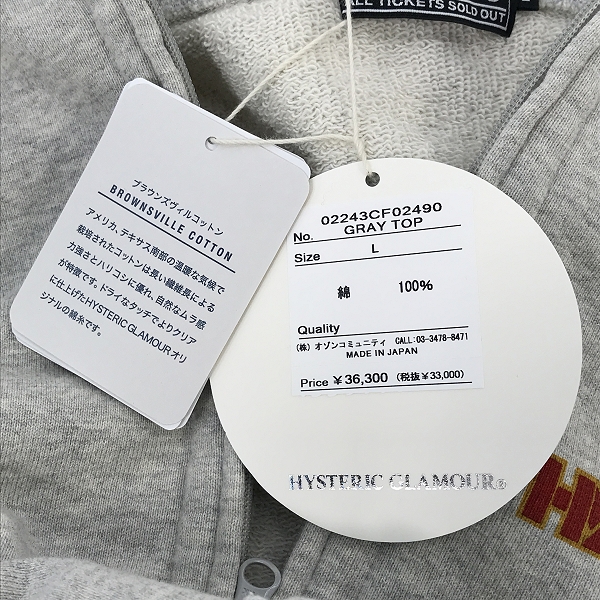 ALL TICKETS SOLD OUT
ブラウンズヴィルコットン
BROWNSVILLE COTTON
アメリカ、テキサス南部の温暖な気候で
栽培されたコットンは長い繊維長による
力強さとハリコシに優れ、自然なムラ感
が特徴です。ドライなタッチでよりクリア
に仕上げたHYSTERIC GLAMOURオリ
ジナルの綿糸です。
02243CF02490
No. GRAY TOP
Size L
綿 100%
Quality
(株) オゾンコミュニティ CALL:03-3478-8471
MADE IN JAPAN
Price ¥36,300 (税抜¥33,000)
HYSTERIC GLAMOUR®